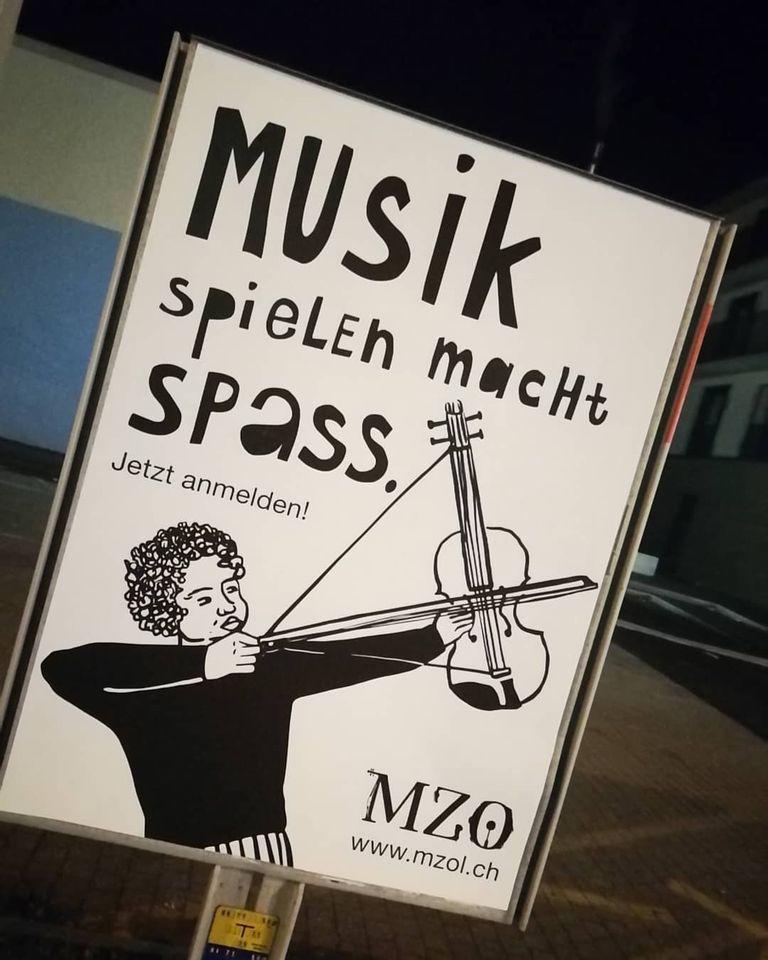 Musik
spielen macht
Spass.
Jetzt anmelden!
MZO
www.mzol.ch
T